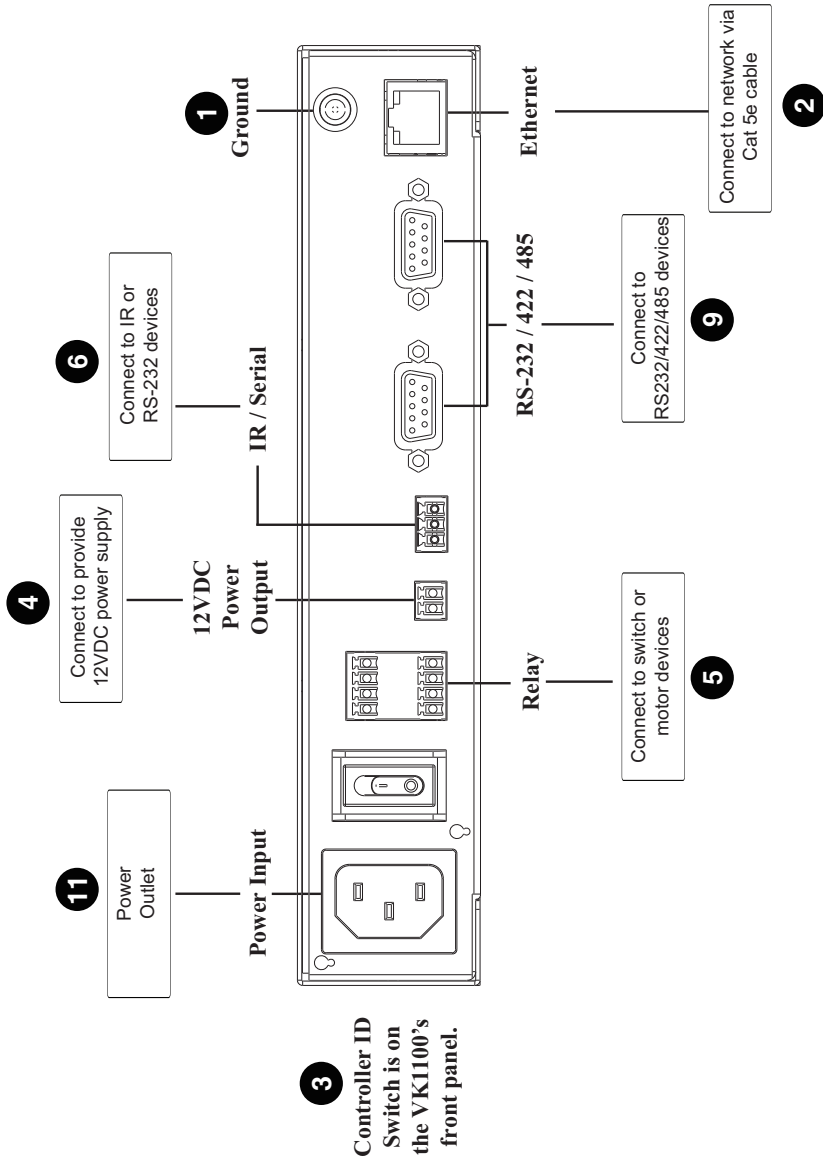 3
Controller ID
Switch is on
the VK1100's
front panel.
11
Power
Outlet
Power Input
4
Connect to provide
12VDC power supply
12VDC
Power
Output
6
Connect to IR or
RS-232 devices
IR / Serial
1
Ground
Relay
Connect to switch or
motor devices
5
RS-232 / 422 / 485
Connect to
RS232/422/485 devices
9
Ethernet
Connect to network via
Cat 5e cable
2